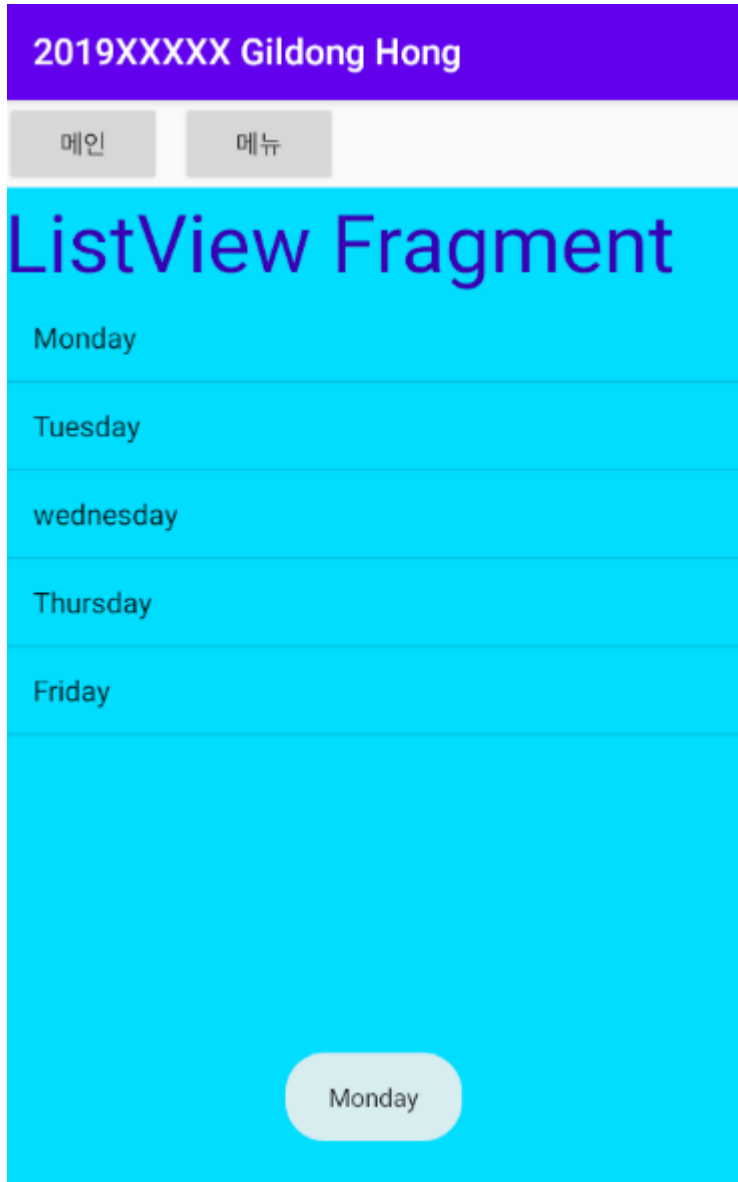 2019XXXXX Gildong Hong
메인 메뉴
ListView Fragment
Monday
Tuesday
wednesday
Thursday
Friday
Monday